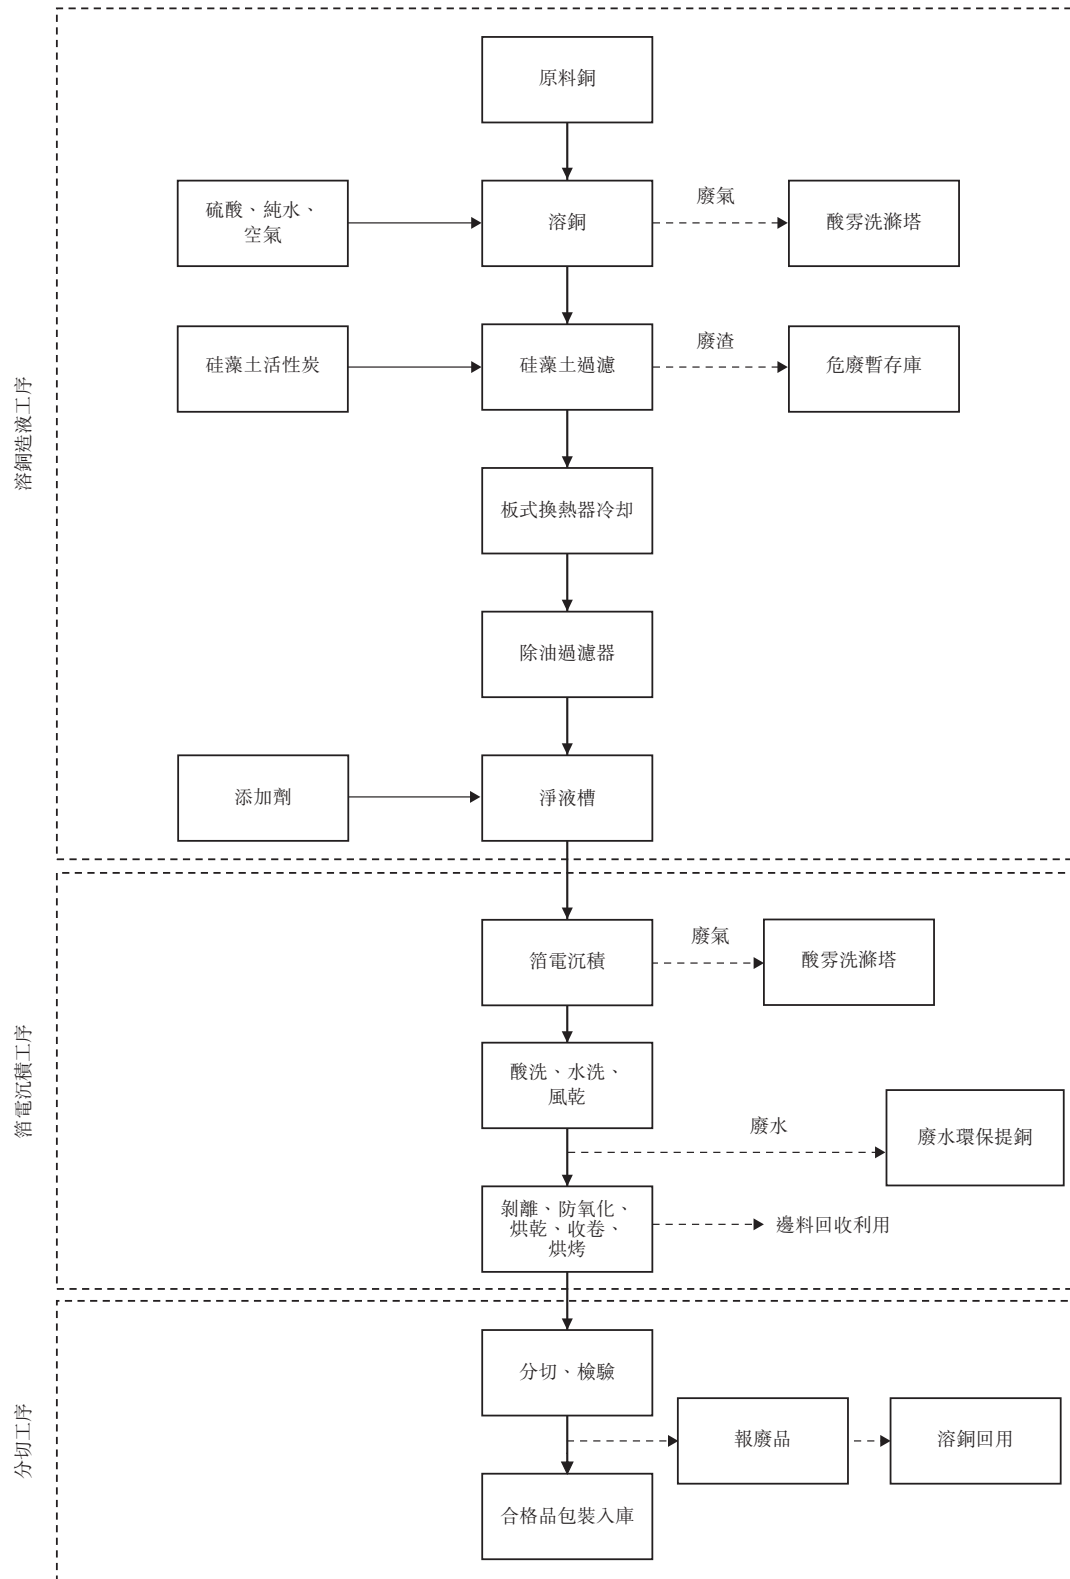 溶銅造液工序
原料銅
硫酸、純水、
空氣
溶銅
廢氣
酸雰洗滌塔
硅藻土活性炭
硅藻土過濾
廢渣
危廢暫存庫
板式換熱器冷却
除油過濾器
添加劑
淨液槽
箔電沉積工序
箔電沉積
廢氣
酸雰洗滌塔
酸洗、水洗、
風乾
廢水
廢水環保提銅
剝離、防氧化、
烘乾、收卷、
烘烤
邊料回收利用
分切工序
分切、檢驗
報廢品
溶銅回用
合格品包裝入庫